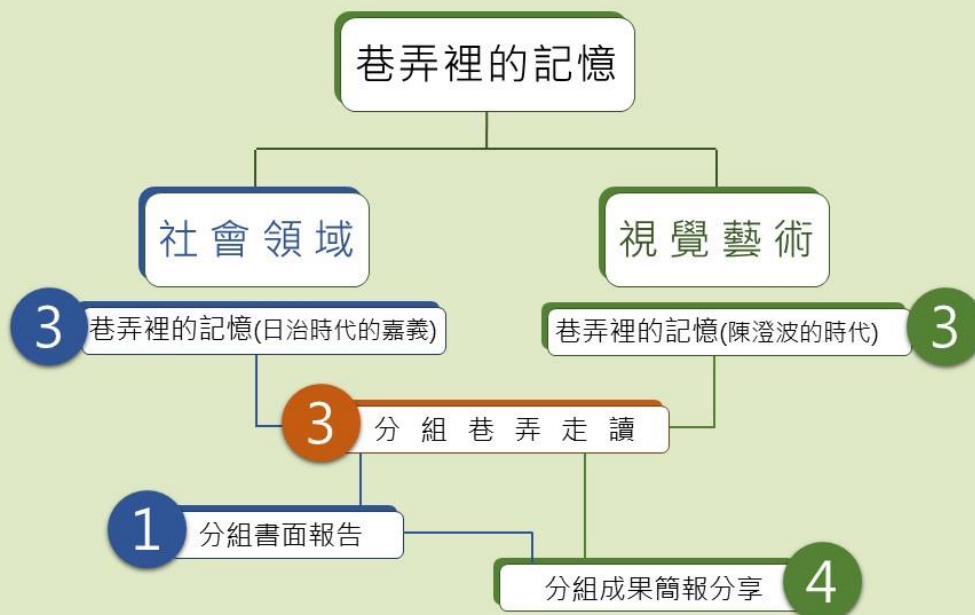 巷弄裡的記憶
社會領域
視覺藝術
3 巷弄裡的記憶(日治時代的嘉義)
巷弄裡的記憶(陳澄波的時代) 3
3 分組巷弄走讀
1 分組書面報告
分組成果簡報分享 4